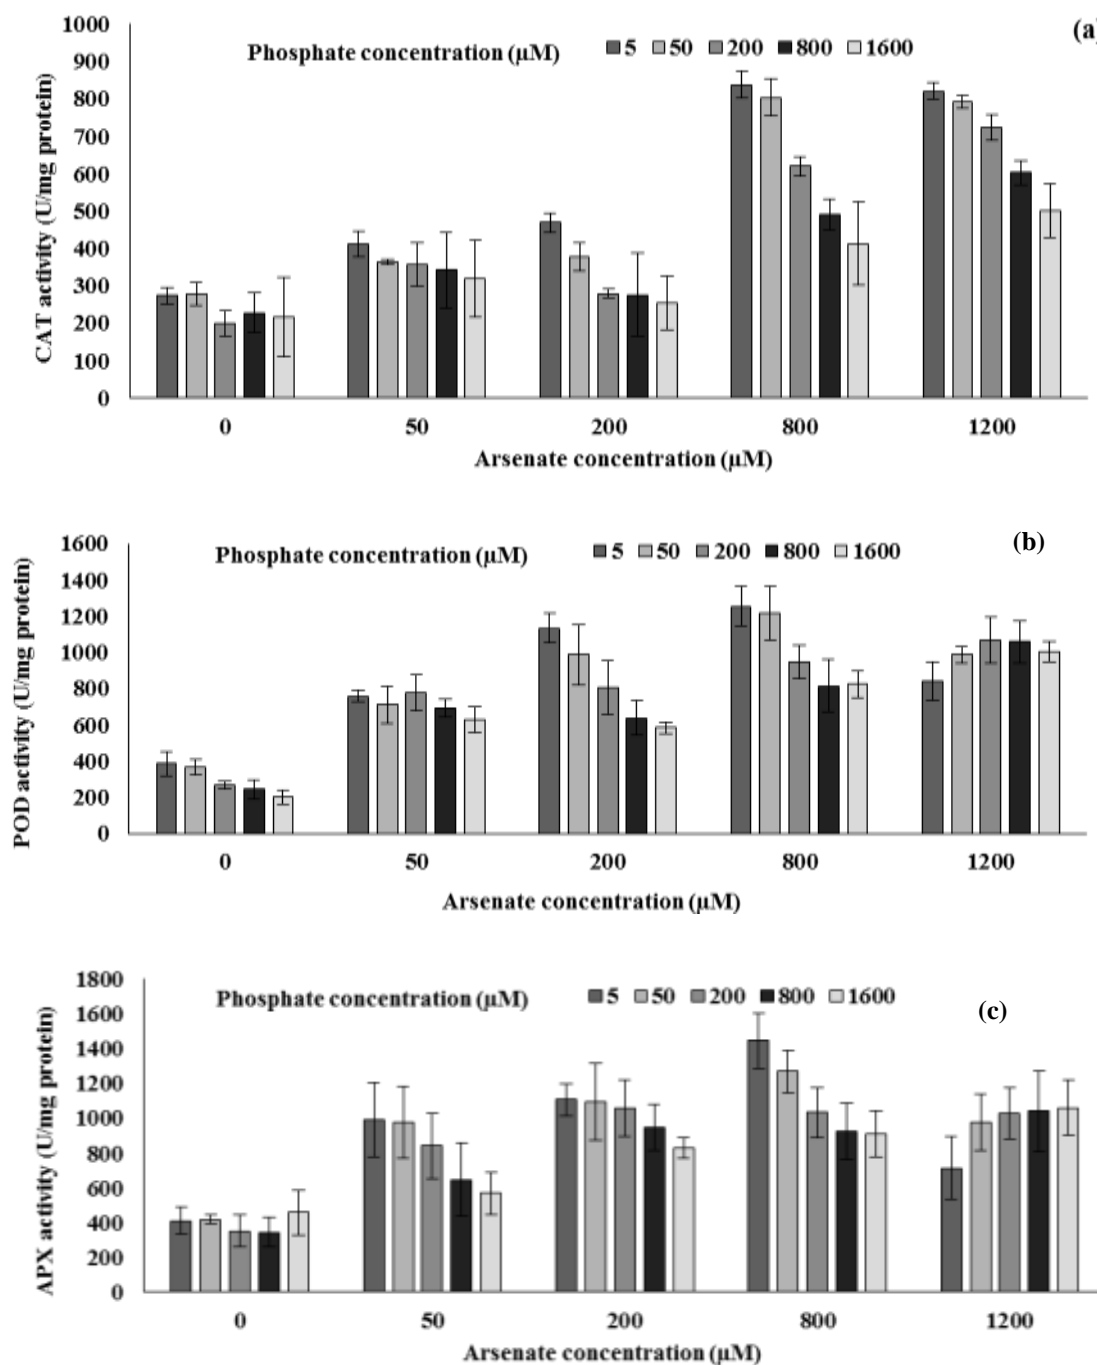 (a)
Phosphate concentration (µM) 5 50 200 800 1600
CAT activity (U/mg protein)
1000
900
800
700
600
500
400
300
200
100
0
0 50 200 800 1200
Arsenate concentration (µM)
(b)
Phosphate concentration (µM) 5 50 200 800 1600
POD activity (U/mg protein)
1600
1400
1200
1000
800
600
400
200
0
0 50 200 800 1200
Arsenate concentration (µM)
(c)
Phosphate concentration (µM) 5 50 200 800 1600
APX activity (U/mg protein)
1800
1600
1400
1200
1000
800
600
400
200
0
0 50 200 800 1200
Arsenate concentration (µM)